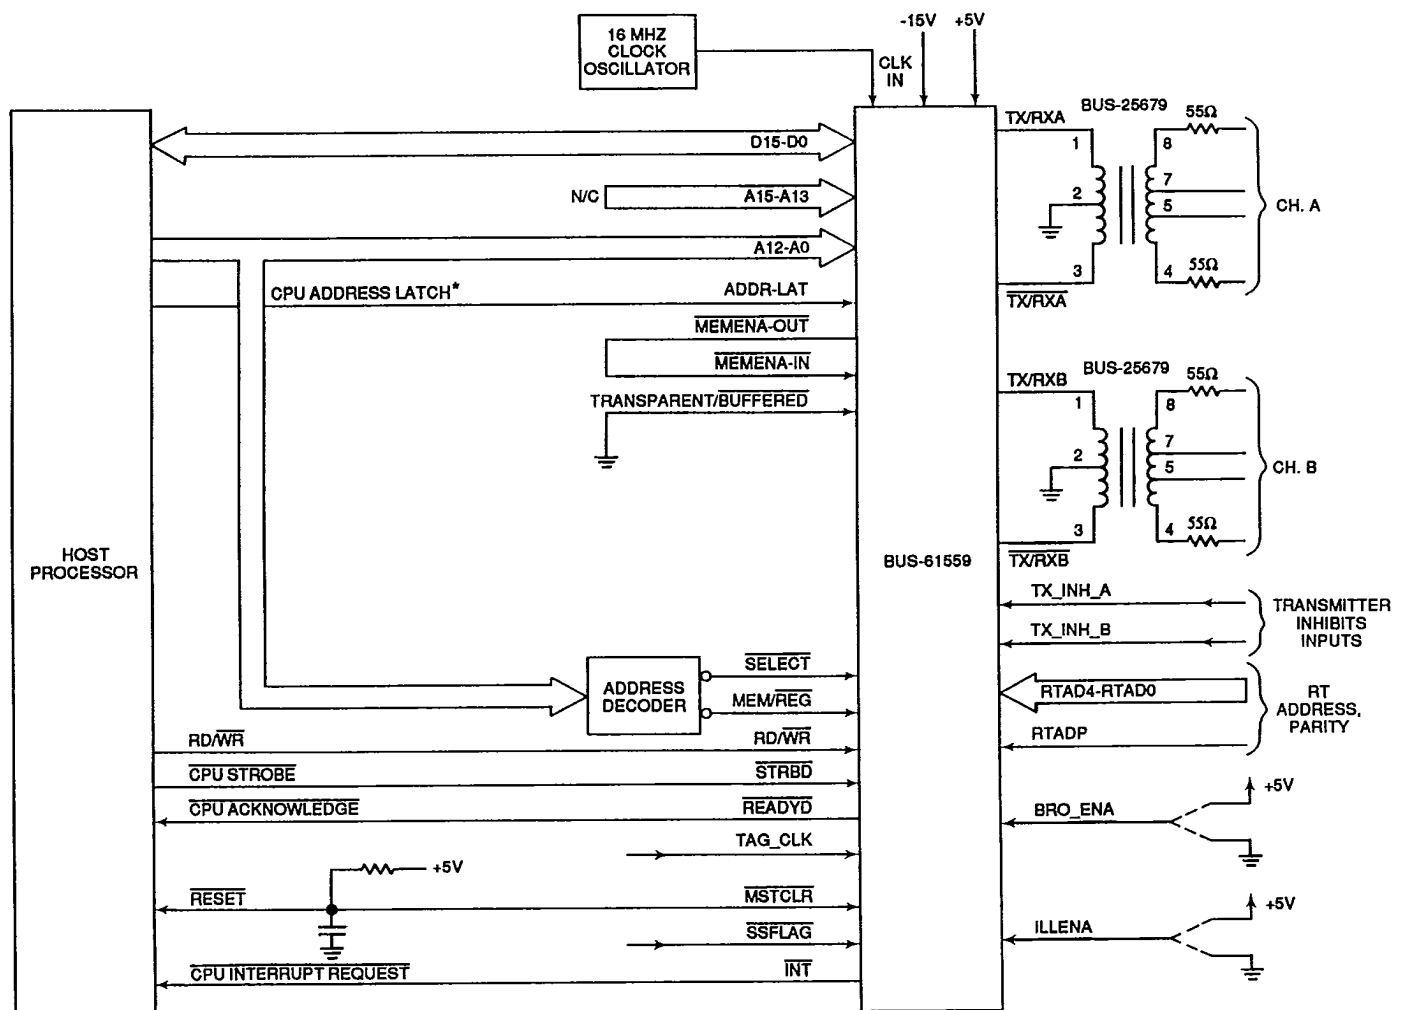 16 MHZ
CLOCK
OSCILLATOR
-15V
+5V
CLK
IN
D15-D0
N/C
A15-A13
A12-A0
CPU ADDRESS LATCH*
ADDR-LAT
MEMENA-OUT
MEMENA-IN
TRANSPARENT/BUFFERED
HOST
PROCESSOR
BUS-61559
ADDRESS
DECODER
SELECT
MEM/REG
RD/WR
RD/WR
CPU STROBE
STRBD
CPU ACKNOWLEDGE
READYD
TAG_CLK
+5V
RESET
MSTCLR
SSFLAG
CPU INTERRUPT REQUEST
INT
TX/RXA
BUS-25679
55Ω
1
8
2
7
5
CH. A
3
4
55Ω
TX/RXA
TX/RXB
BUS-25679
55Ω
1
8
2
7
5
CH. B
3
4
55Ω
TX/RXB
TX_INH_A
TX_INH_B
TRANSMITTER
INHIBITS
INPUTS
RTAD4-RTAD0
RTADP
RT
ADDRESS,
PARITY
BRO_ENA
+5V
ILLENA
+5V